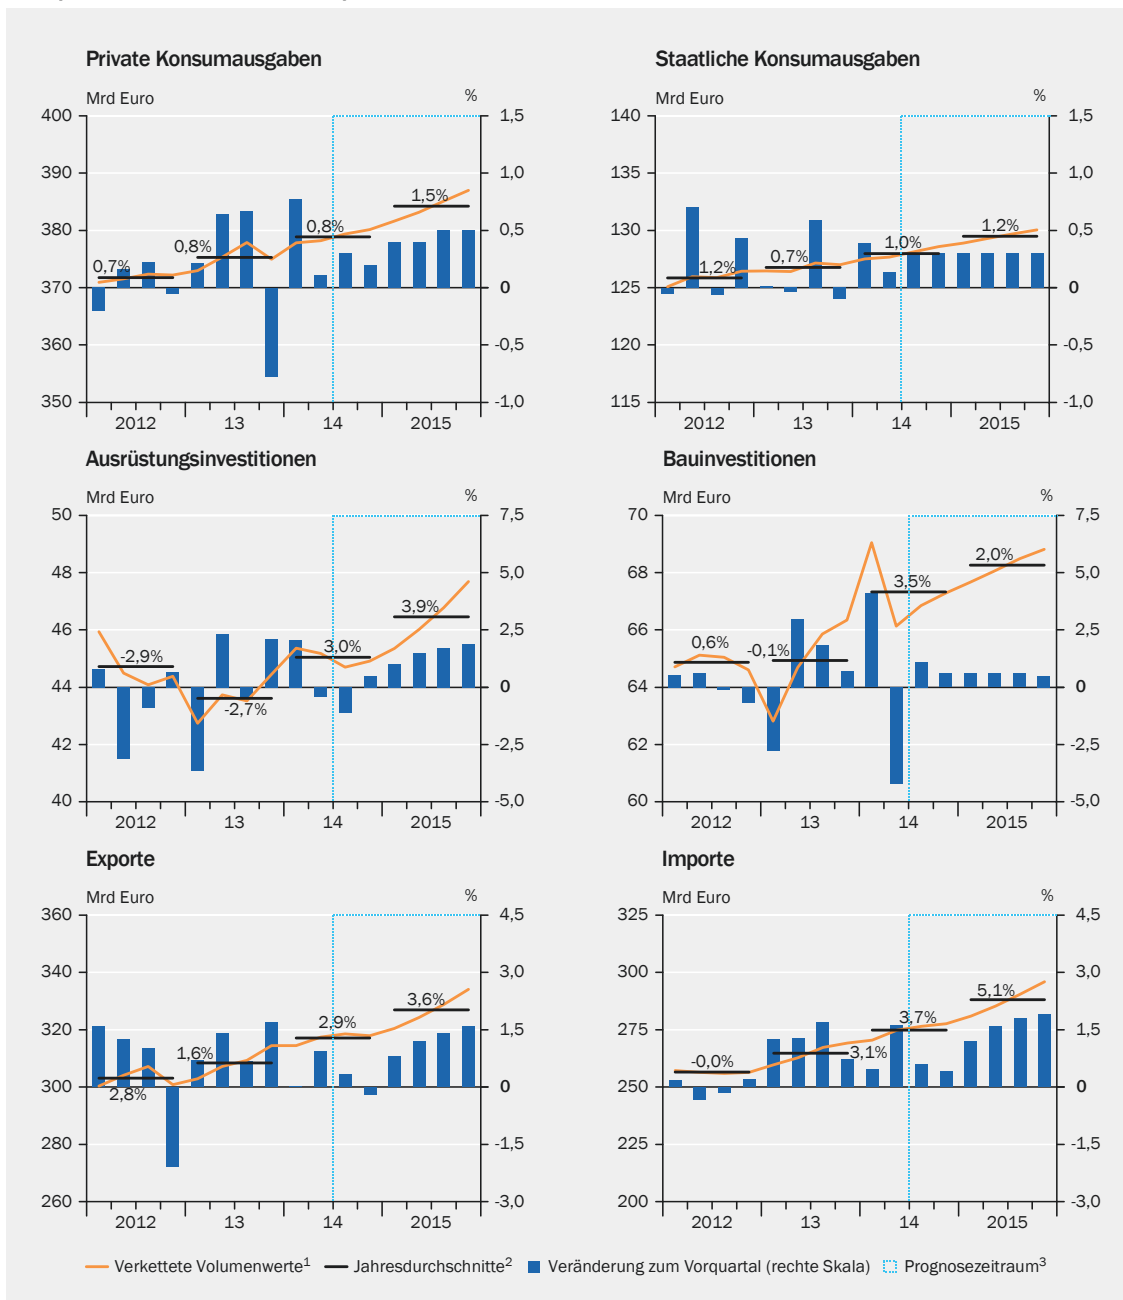 Private Konsumausgaben
Mrd Euro %
400 1,5
390 1,0
380 0,5
370 0
360 -0,5
350 -1,0
0,7% 0,8% 0,8% 1,5%
2012 13 14 2015
Staatliche Konsumausgaben
Mrd Euro %
140 1,5
135 1,0
130 0,5
125 0
120 -0,5
115 -1,0
1,2% 0,7% 1,0% 1,2%
2012 13 14 2015
Ausrüstungsinvestitionen
Mrd Euro %
50 7,5
48 5,0
46 2,5
44 0
42 -2,5
40 -5,0
-2,9% -2,7% 3,0% 3,9%
2012 13 14 2015
Bauinvestitionen
Mrd Euro %
70 7,5
68 5,0
66 2,5
64 0
62 -2,5
60 -5,0
0,6% -0,1% 3,5% 2,0%
2012 13 14 2015
Exporte
Mrd Euro %
360 4,5
340 3,0
320 1,5
300 0
280 -1,5
260 -3,0
2,8% 1,6% 2,9% 3,6%
2012 13 14 2015
Importe
Mrd Euro %
325 4,5
300 3,0
275 1,5
250 0
225 -1,5
200 -3,0
-0,0% 3,1% 3,7% 5,1%
2012 13 14 2015
Verkettete Volumenwerte¹ Jahresdurchschnitte² Veränderung zum Vorquartal (rechte Skala) Prognosezeitraum³